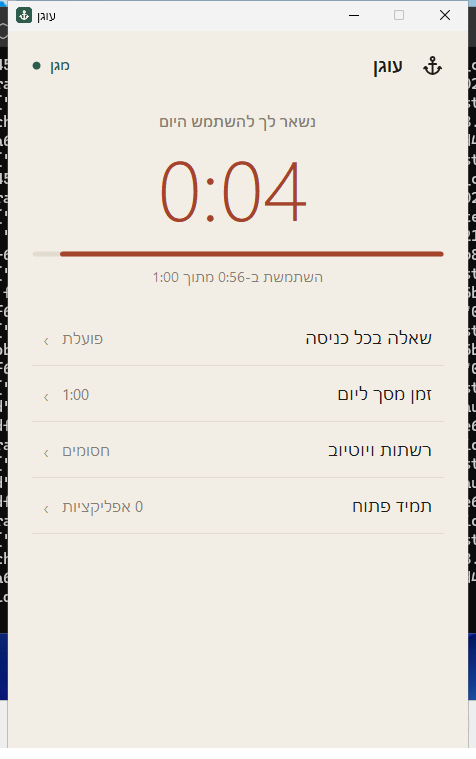 עוגן
עוגן
מגן
נשאר לך להשתמש היום
0:04
השתמשת ב-0:56 מתוך 1:00
שאלה בכל כניסה פועלת
זמן מסך ליום 1:00
רשתות ויוטיוב חסומים
תמיד פתוח 0 אפליקציות